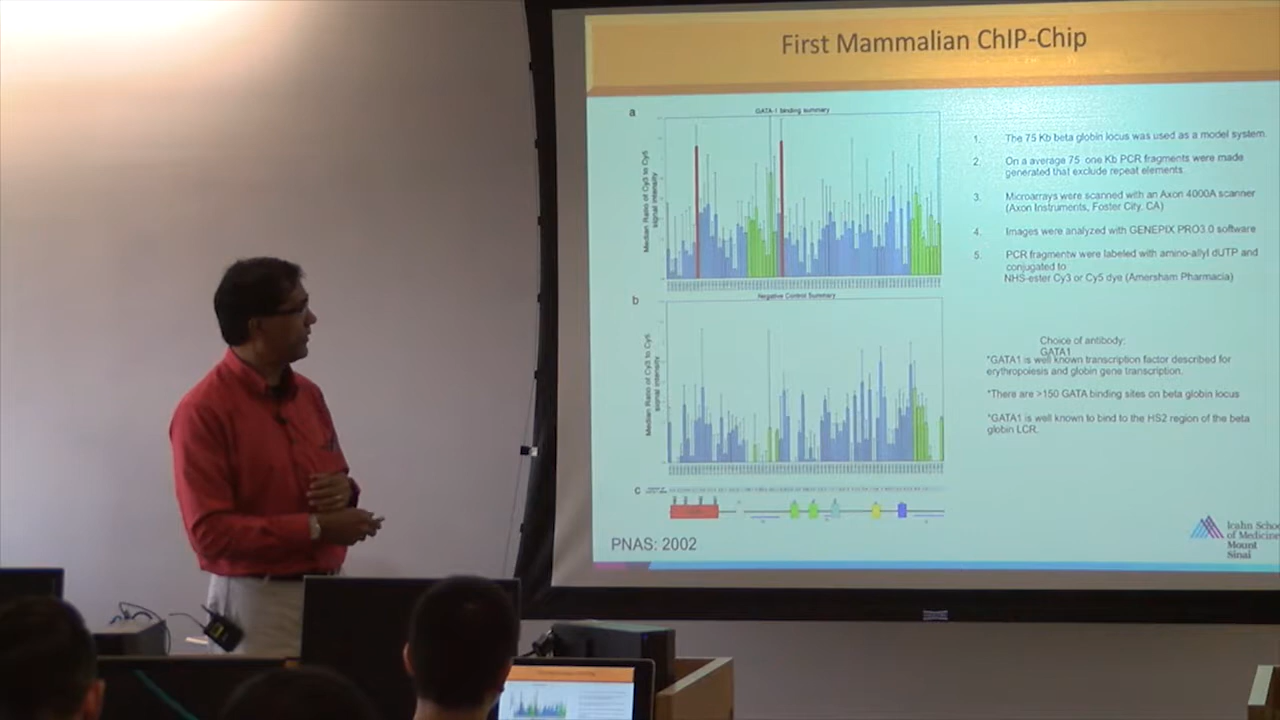 First Mammalian ChIP-Chip
a
GATA-1 binding summary
Median Ratio of Cy3 to Cy5
signal intensity
b
Negative Control Summary
Median Ratio of Cy3 to Cy5
signal intensity
c
PNAS: 2002
1. The 75 Kb beta globin locus was used as a model system.
2. On a average 75 one Kb PCR fragments were made
generated that exclude repeat elements.
3. Microarrays were scanned with an Axon 4000A scanner
(Axon Instruments, Foster City, CA)
4. Images were analyzed with GENEPIX PRO3.0 software
5. PCR fragmentw were labeled with amino-allyl dUTP and
conjugated to
NHS-ester Cy3 or Cy5 dye (Amersham Pharmacia)
Choice of antibody:
GATA1
*GATA1 is well known transcription factor described for
erythropoiesis and globin gene transcription.
*There are >150 GATA binding sites on beta globin locus
*GATA1 is well known to bind to the HS2 region of the beta
globin LCR.
Icahn Schoo
of Medicine
Mount
Sinai